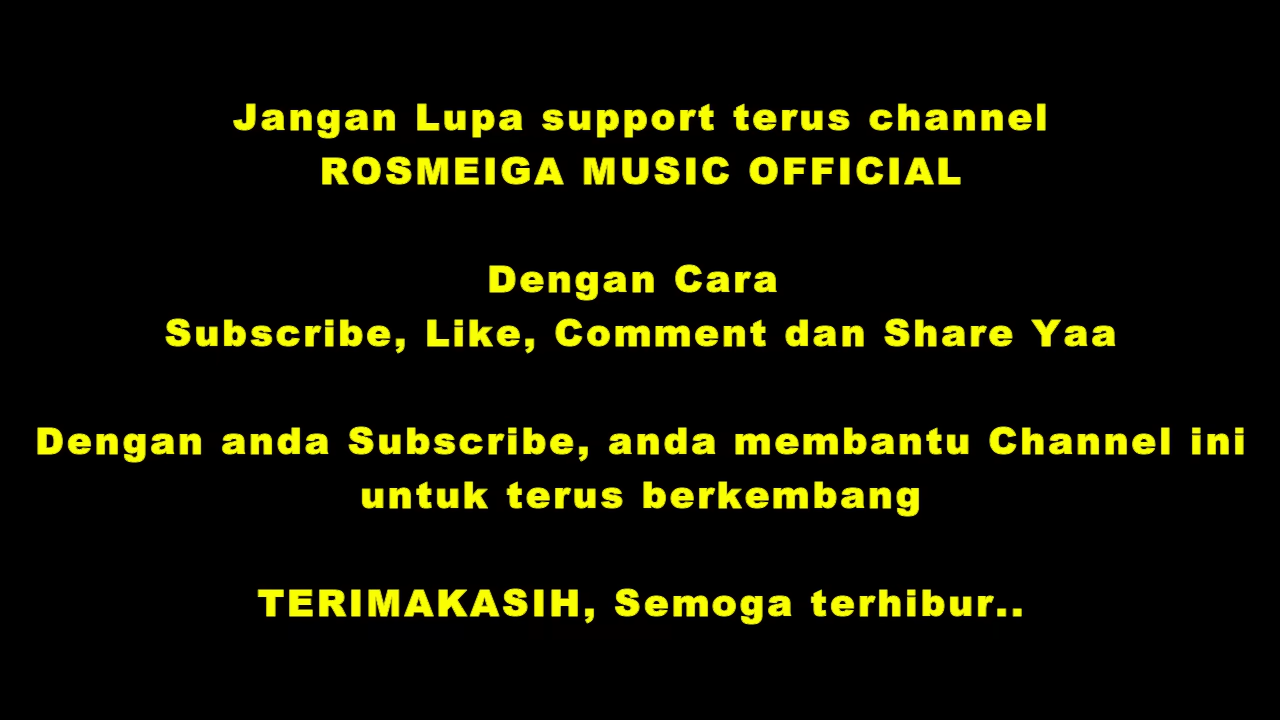 Jangan Lupa support terus channel
ROSMEIGA MUSIC OFFICIAL
Dengan Cara
Subscribe, Like, Comment dan Share Yaa
Dengan anda Subscribe, anda membantu Channel ini
untuk terus berkembang
TERIMAKASIH, Semoga terhibur..